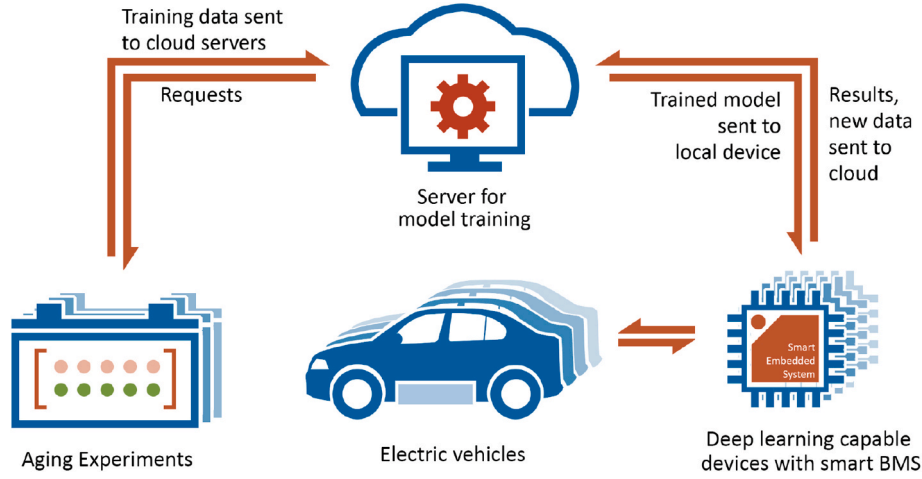 Training data sent
to cloud servers
Requests
Server for
model training
Trained model
sent to
local device
Results,
new data
sent to
cloud
Aging Experiments
Electric vehicles
Smart
Embedded
System
Deep learning capable
devices with smart BMS